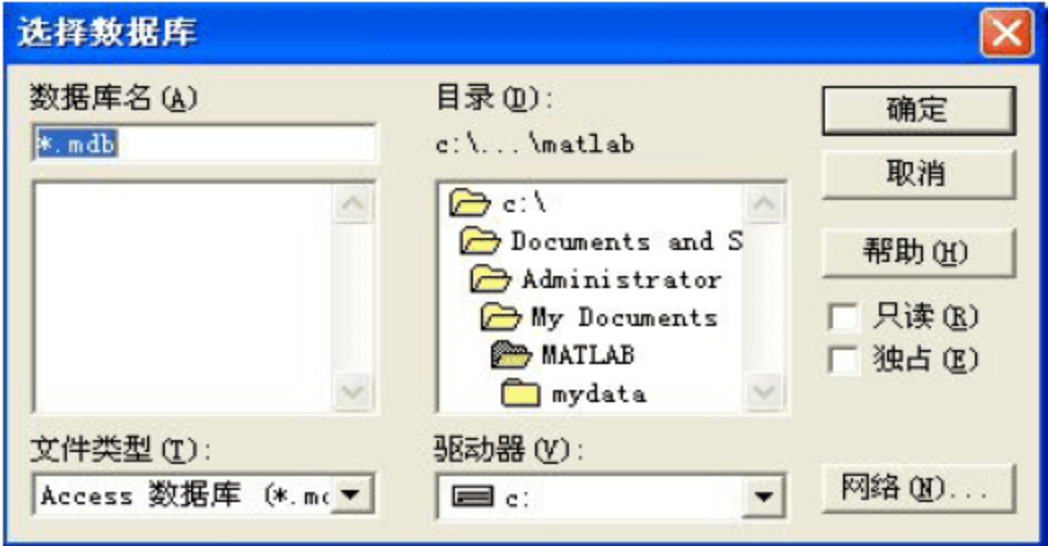 选择数据库
数据库名(A)
*.mdb
目录(D):
c:\...\matlab
c:\
Documents and S
Administrator
My Documents
MATLAB
mydata
确定
取消
帮助(H)
只读(R)
独占(E)
文件类型(T):
Access 数据库 (*.m
驱动器(V):
c:
网络(N)...